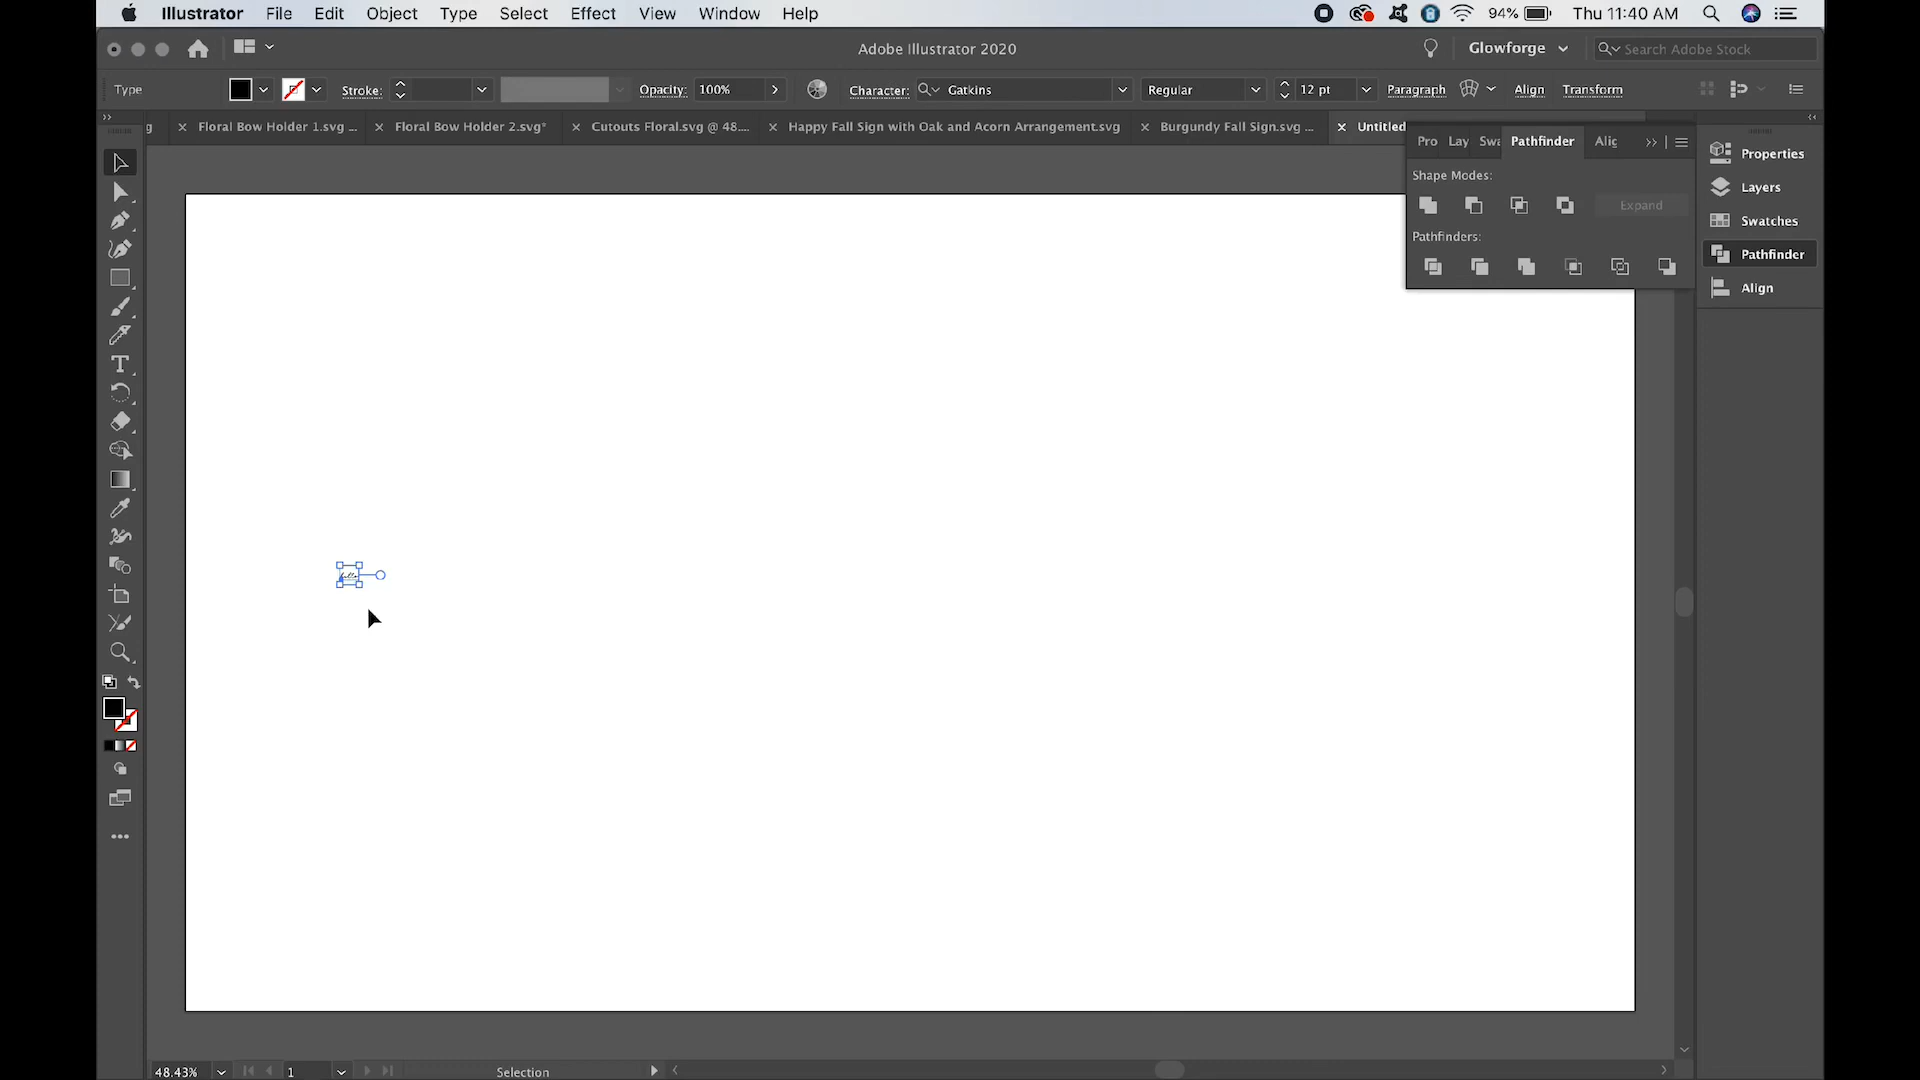 Illustrator File Edit Object Type Select Effect View Window Help 94% Thu 11:40 AM
Adobe Illustrator 2020 Glowforge Search Adobe Stock
Type Stroke: Opacity: 100% Character: Gatkins Regular 12 pt Paragraph Align Transform
g Floral Bow Holder 1.svg ... Floral Bow Holder 2.svg* Cutouts Floral.svg @ 48.... Happy Fall Sign with Oak and Acorn Arrangement.svg Burgundy Fall Sign.svg ... Untitled
Pro Lay Swa Pathfinder Alig
Shape Modes:
Expand
Pathfinders:
Properties
Layers
Swatches
Pathfinder
Align
hello
48.43% 1 Selection